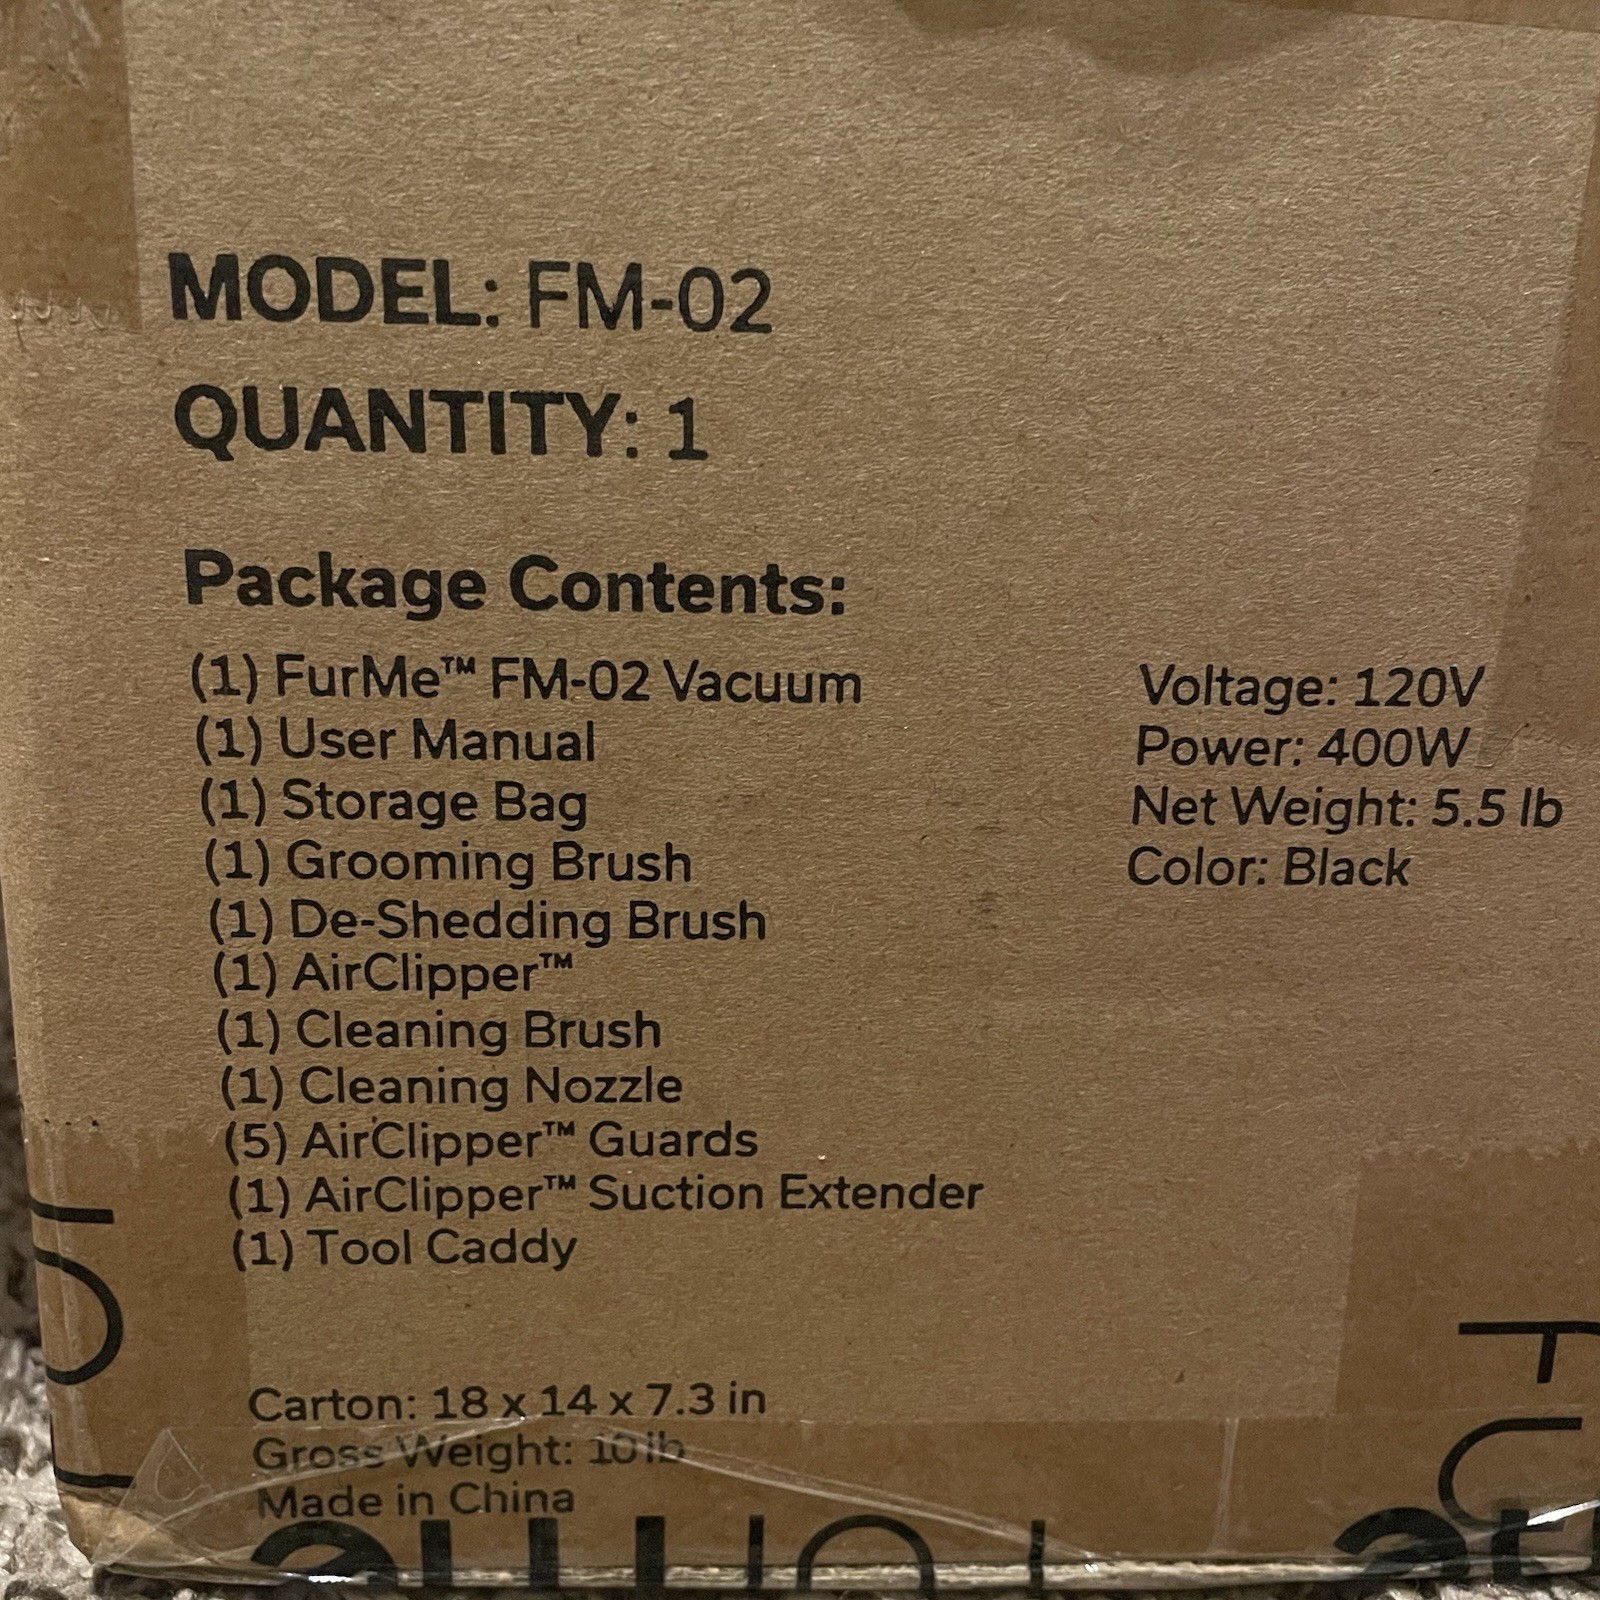 MODEL: FM-02
QUANTITY: 1
Package Contents:
(1) FurMe™ FM-02 Vacuum
(1) User Manual
(1) Storage Bag
(1) Grooming Brush
(1) De-Shedding Brush
(1) AirClipper™
(1) Cleaning Brush
(1) Cleaning Nozzle
(5) AirClipper™ Guards
(1) AirClipper™ Suction Extender
(1) Tool Caddy
Voltage: 120V
Power: 400W
Net Weight: 5.5 lb
Color: Black
Carton: 18 x 14 x 7.3 in
Gross Weight: 10 lb
Made in China